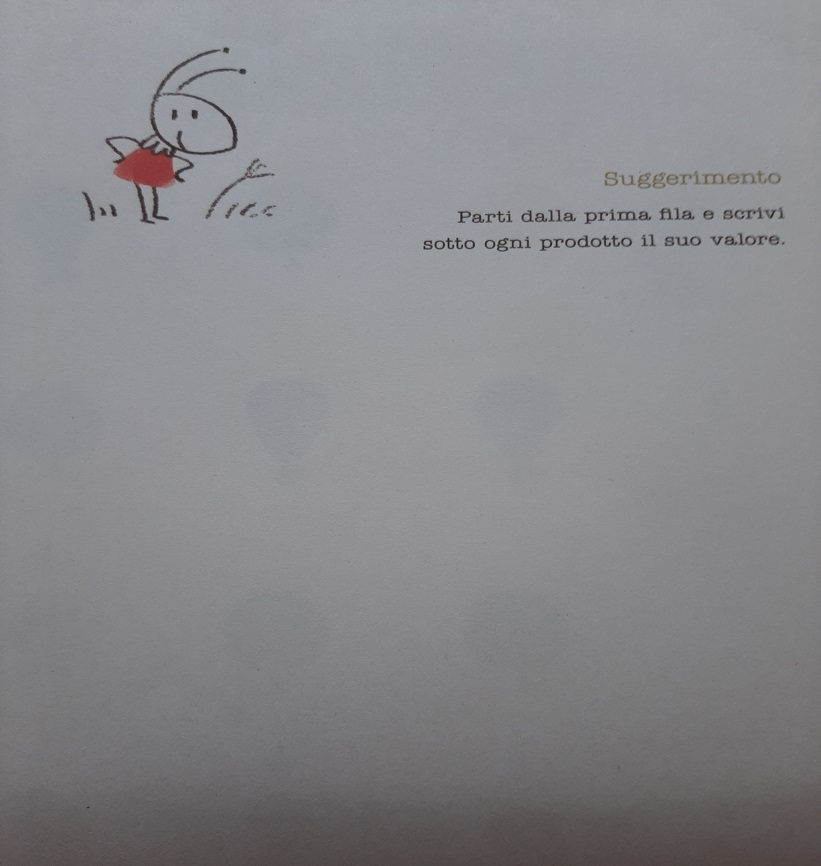 Suggerimento
Parti dalla prima fila e scrivi
sotto ogni prodotto il suo valore.